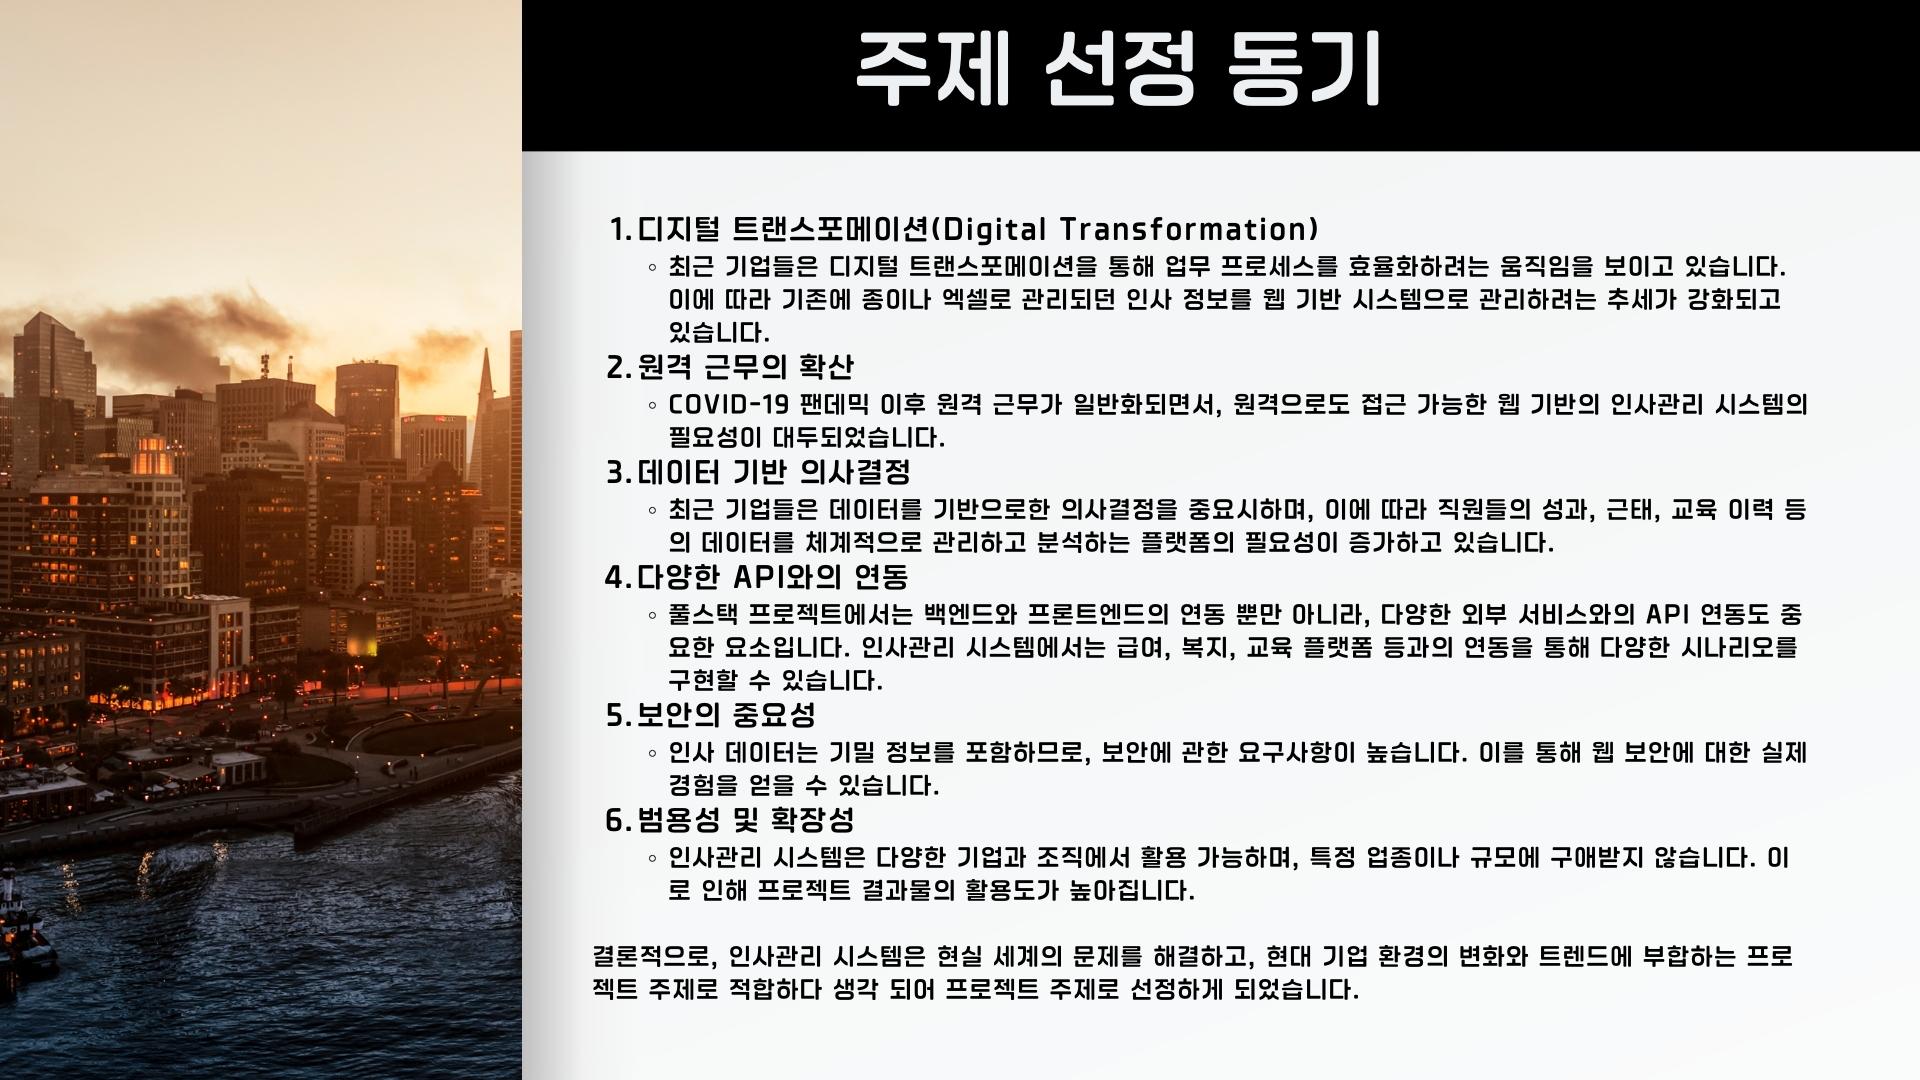 주제 선정 동기
1. 디지털 트랜스포메이션(Digital Transformation)
◦ 최근 기업들은 디지털 트랜스포메이션을 통해 업무 프로세스를 효율화하려는 움직임을 보이고 있습니다.
이에 따라 기존에 종이나 엑셀로 관리되던 인사 정보를 웹 기반 시스템으로 관리하려는 추세가 강화되고
있습니다.
2. 원격 근무의 확산
◦ COVID-19 팬데믹 이후 원격 근무가 일반화되면서, 원격으로도 접근 가능한 웹 기반의 인사관리 시스템의
필요성이 대두되었습니다.
3. 데이터 기반 의사결정
◦ 최근 기업들은 데이터를 기반으로한 의사결정을 중요시하며, 이에 따라 직원들의 성과, 근태, 교육 이력 등
의 데이터를 체계적으로 관리하고 분석하는 플랫폼의 필요성이 증가하고 있습니다.
4. 다양한 API와의 연동
◦ 풀스택 프로젝트에서는 백엔드와 프론트엔드의 연동 뿐만 아니라, 다양한 외부 서비스와의 API 연동도 중
요한 요소입니다. 인사관리 시스템에서는 급여, 복지, 교육 플랫폼 등과의 연동을 통해 다양한 시나리오를
구현할 수 있습니다.
5. 보안의 중요성
◦ 인사 데이터는 기밀 정보를 포함하므로, 보안에 관한 요구사항이 높습니다. 이를 통해 웹 보안에 대한 실제
경험을 얻을 수 있습니다.
6. 범용성 및 확장성
◦ 인사관리 시스템은 다양한 기업과 조직에서 활용 가능하며, 특정 업종이나 규모에 구애받지 않습니다. 이
로 인해 프로젝트 결과물의 활용도가 높아집니다.
결론적으로, 인사관리 시스템은 현실 세계의 문제를 해결하고, 현대 기업 환경의 변화와 트렌드에 부합하는 프로
젝트 주제로 적합하다 생각 되어 프로젝트 주제로 선정하게 되었습니다.